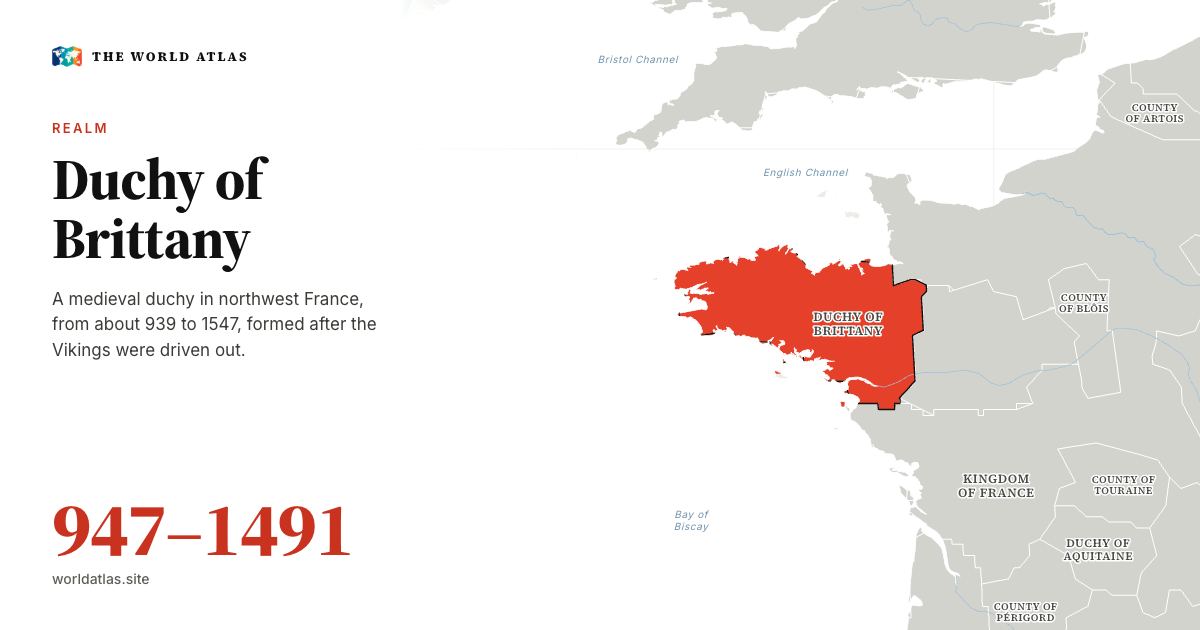 THE WORLD ATLAS
REALM
Duchy of
Brittany
A medieval duchy in northwest France,
from about 939 to 1547, formed after the
Vikings were driven out.
947–1491
worldatlas.site
Bristol Channel
English Channel
COUNTY
OF ARTOIS
DUCHY OF
BRITTANY
COUNTY
OF BLOIS
Bay of
Biscay
KINGDOM
OF FRANCE
COUNTY OF
TOURAINE
DUCHY OF
AQUITAINE
COUNTY OF
PÉRIGORD